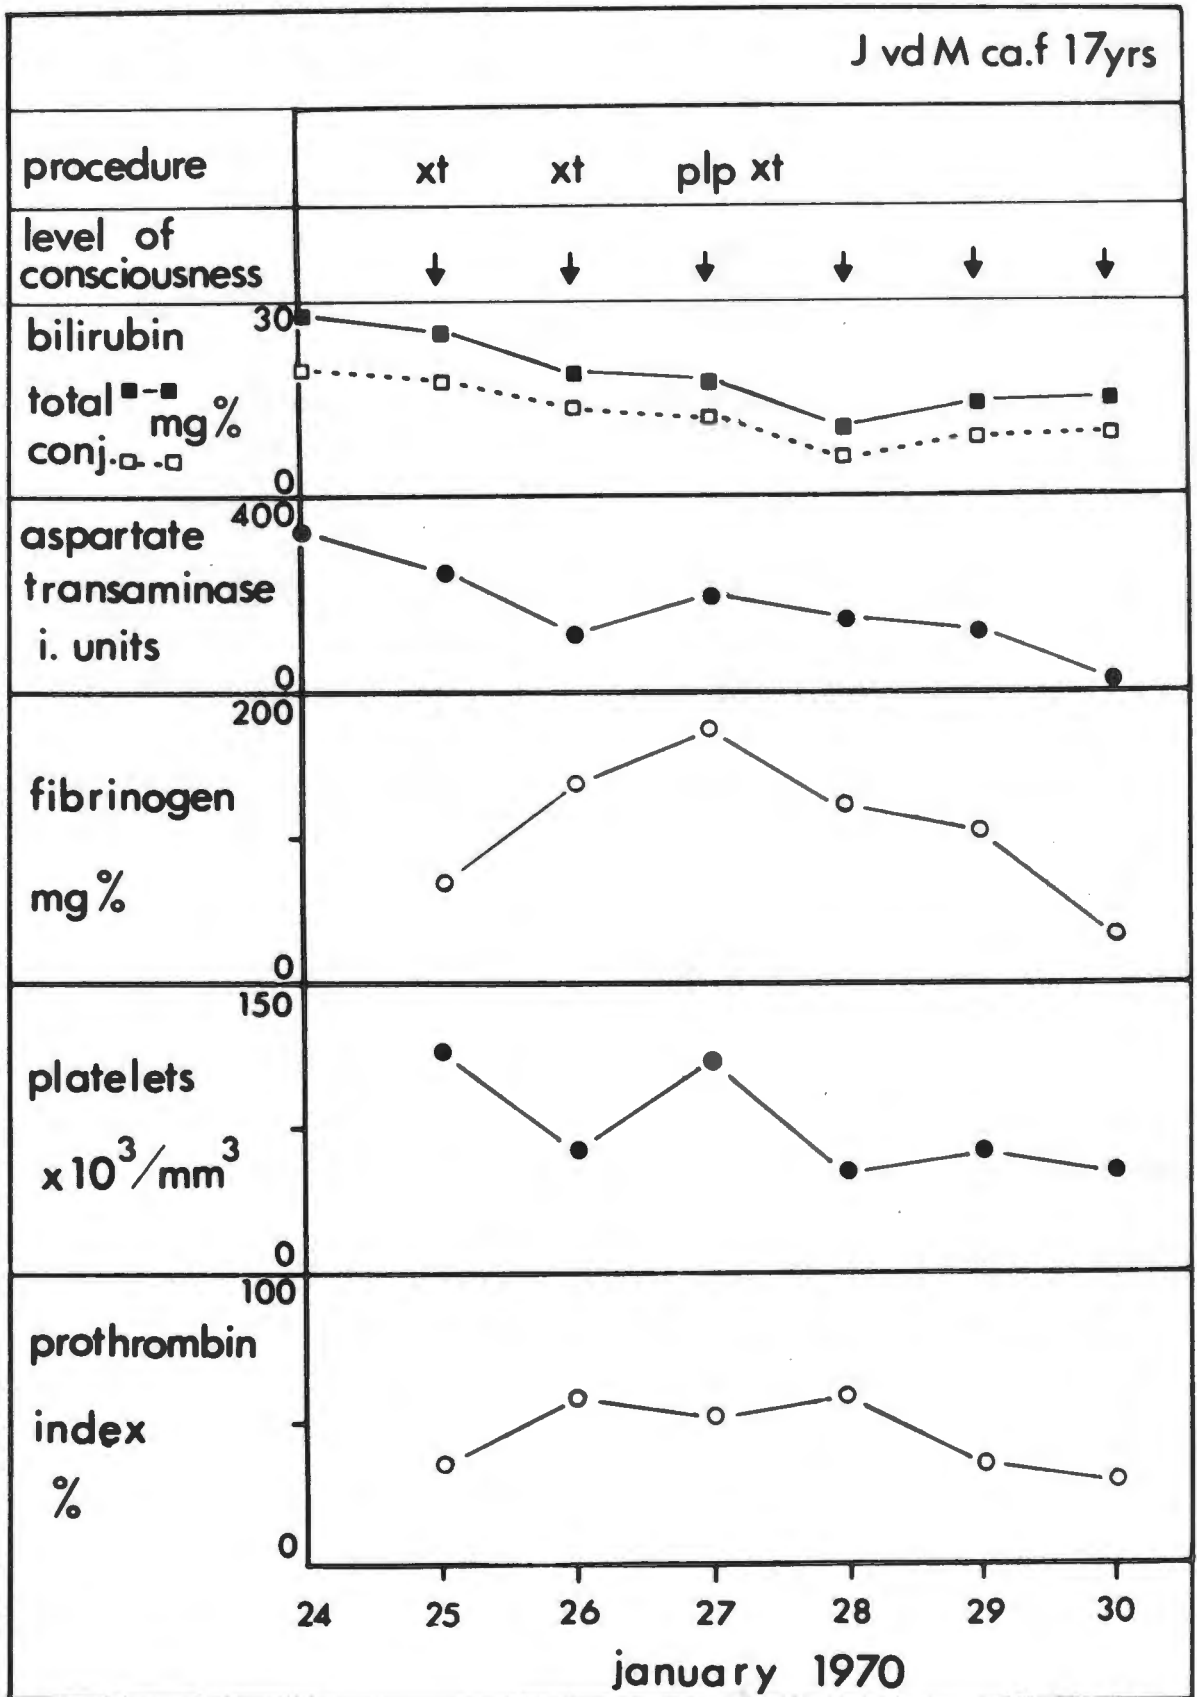 J vd M ca.f 17yrs
procedure xt xt plp xt
level of
consciousness
30
bilirubin
total
mg%
conj.
0
400
aspartate
transaminase
i. units
0
200
fibrinogen
mg%
0
150
platelets
x10³/mm³
0
100
prothrombin
index
%
0
24 25 26 27 28 29 30
january 1970